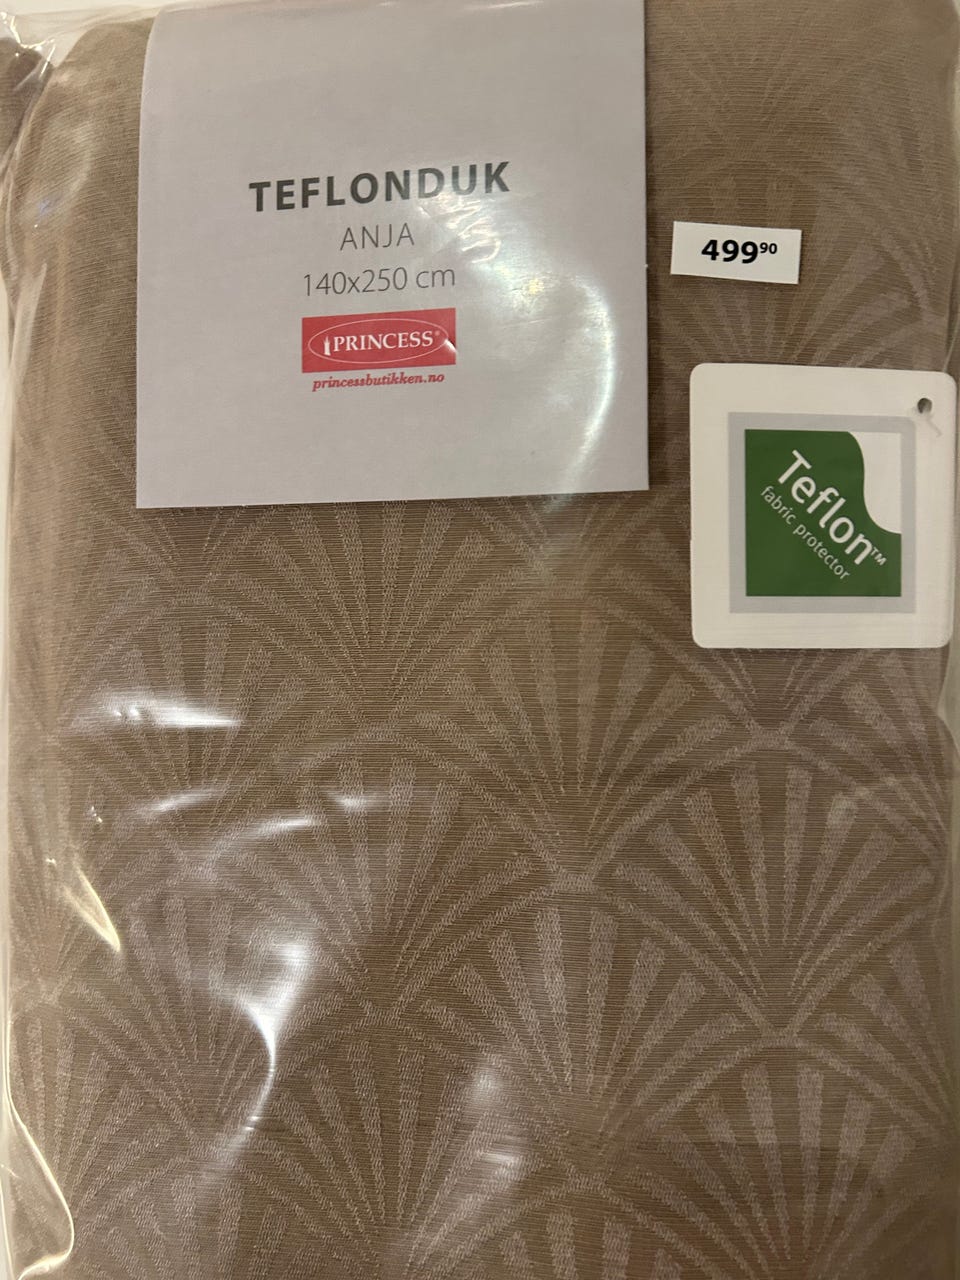 TEFLONDUK
ANJA
140x250 cm
PRINCESS®
princessbutikken.no
499⁹⁰
Teflon™
fabric protector